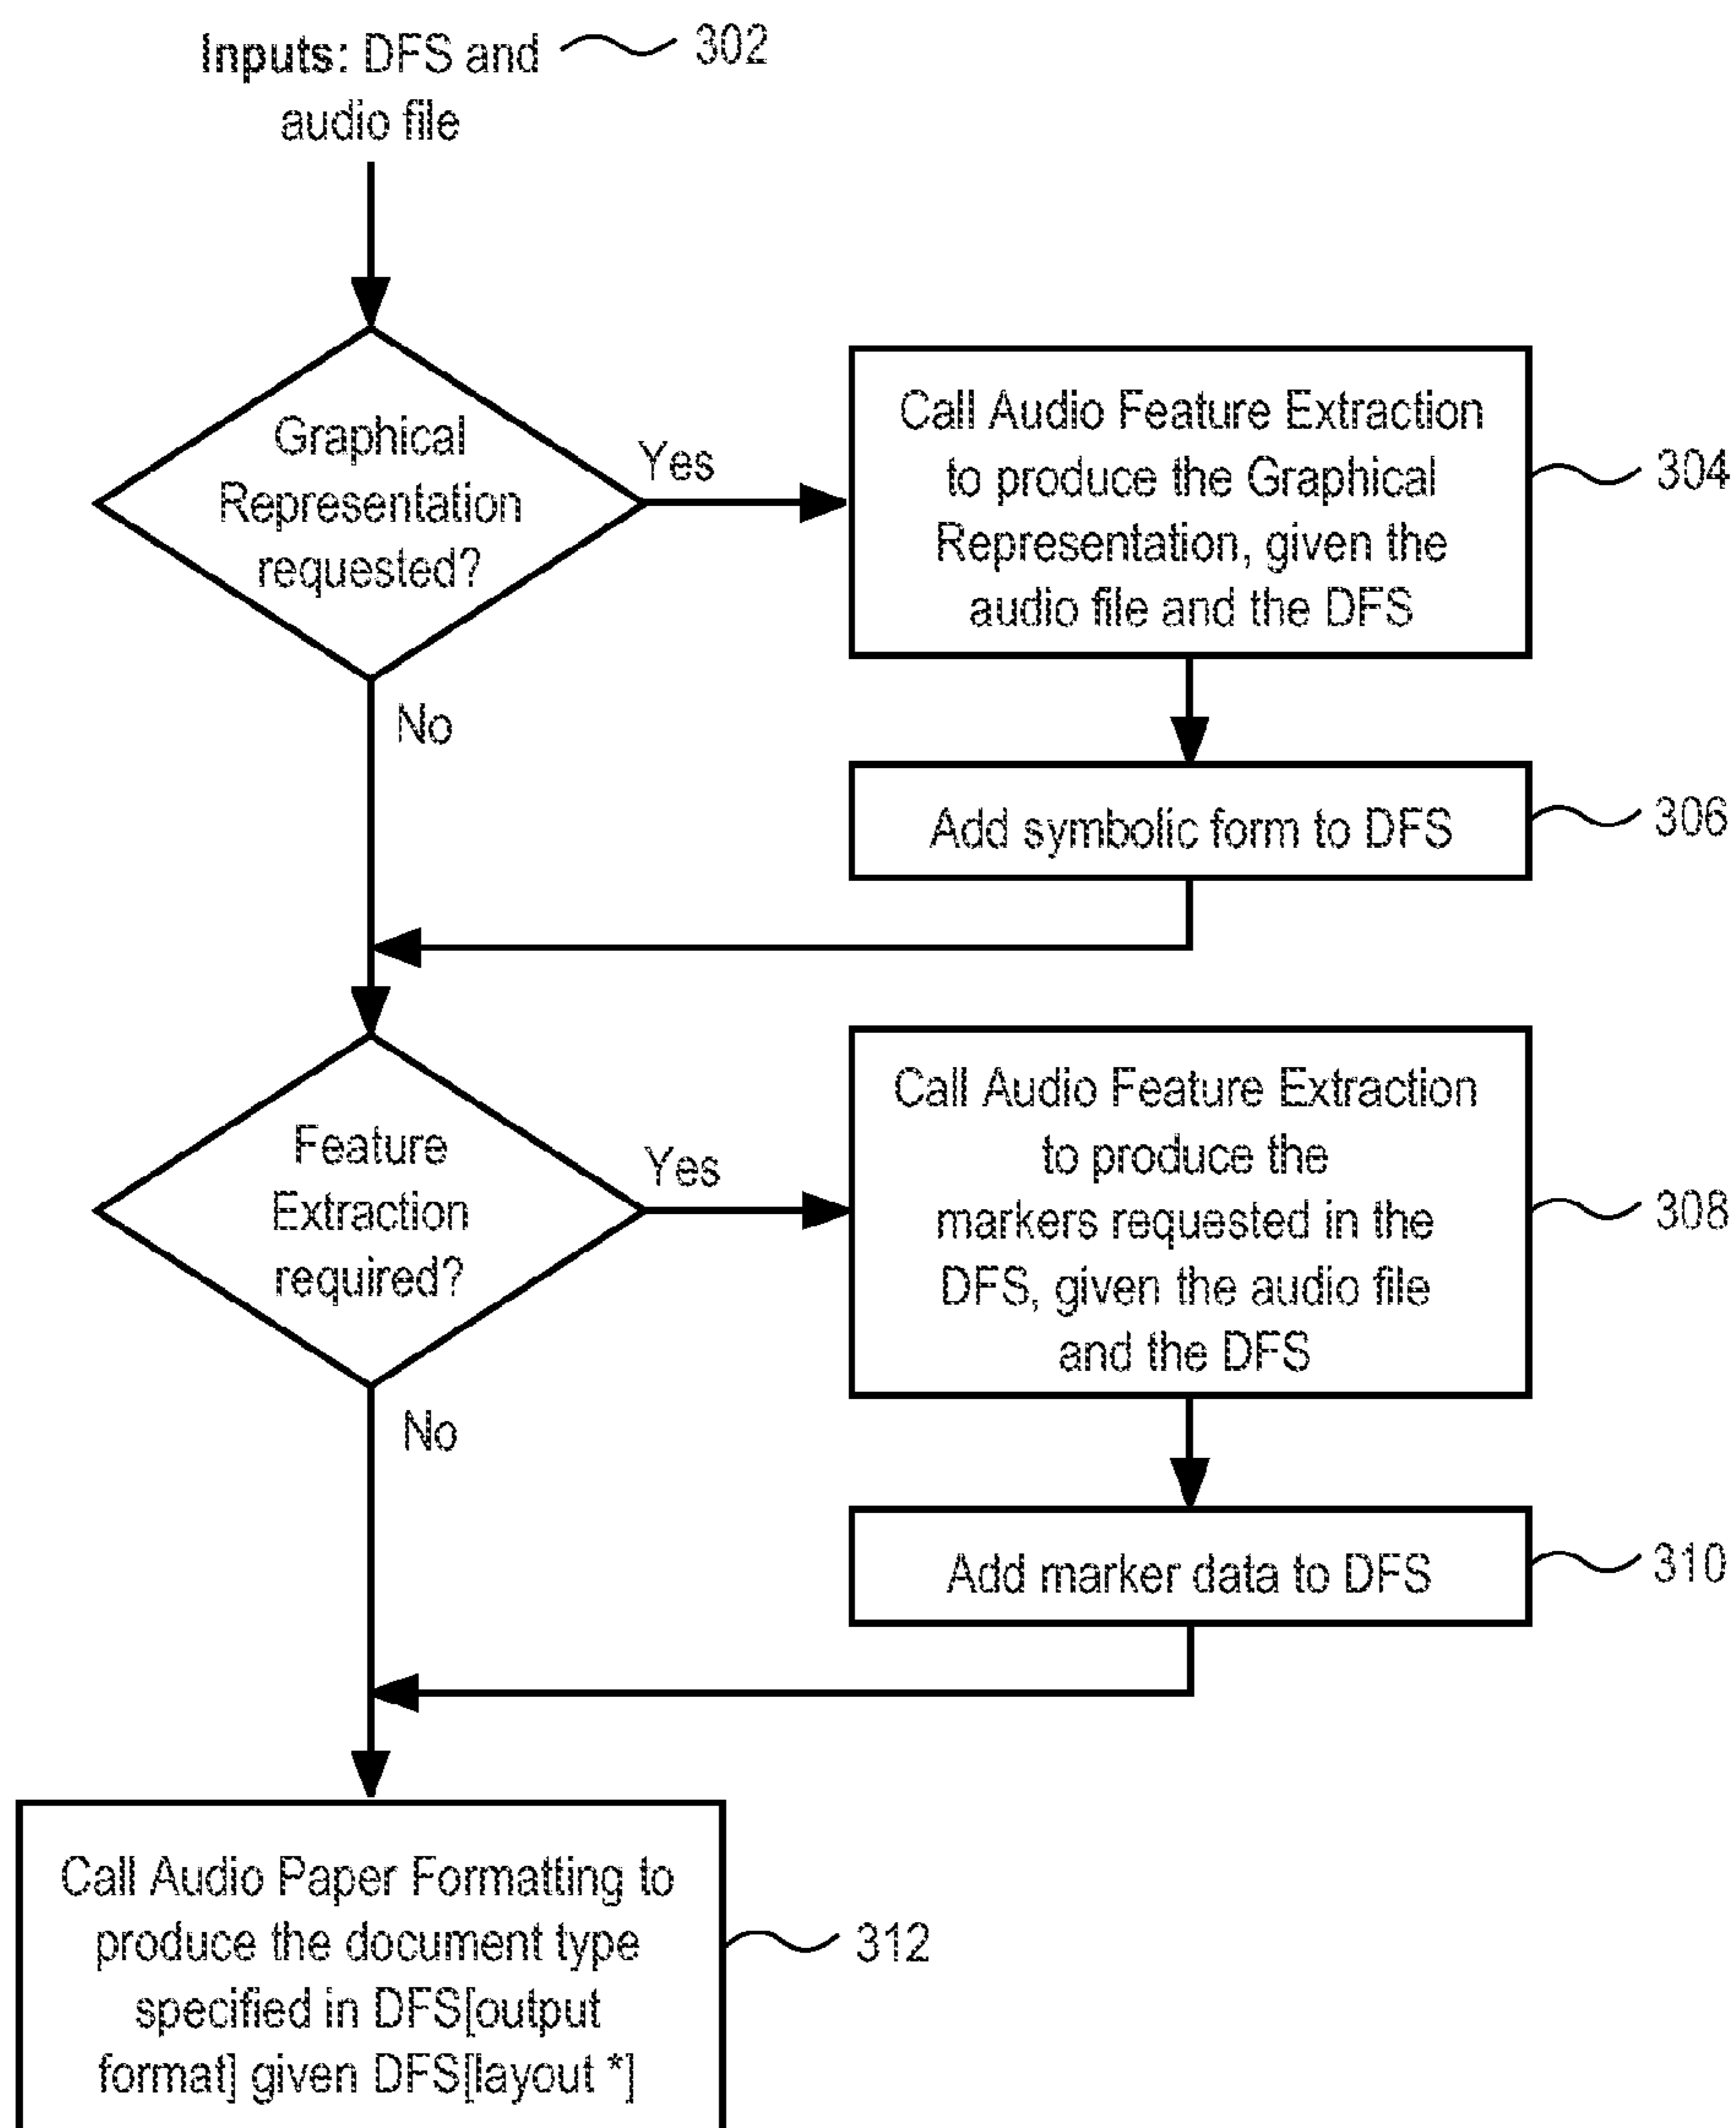 Inputs: DFS and
audio file
302
Graphical
Representation
requested?
Yes
No
Call Audio Feature Extraction
to produce the Graphical
Representation, given the
audio file and the DFS
304
Add symbolic form to DFS
306
Feature
Extraction
required?
Yes
No
Call Audio Feature Extraction
to produce the
markers requested in the
DFS, given the audio file
and the DFS
308
Add marker data to DFS
310
Call Audio Paper Formatting to
produce the document type
specified in DFS[output
format] given DFS[layout *]
312